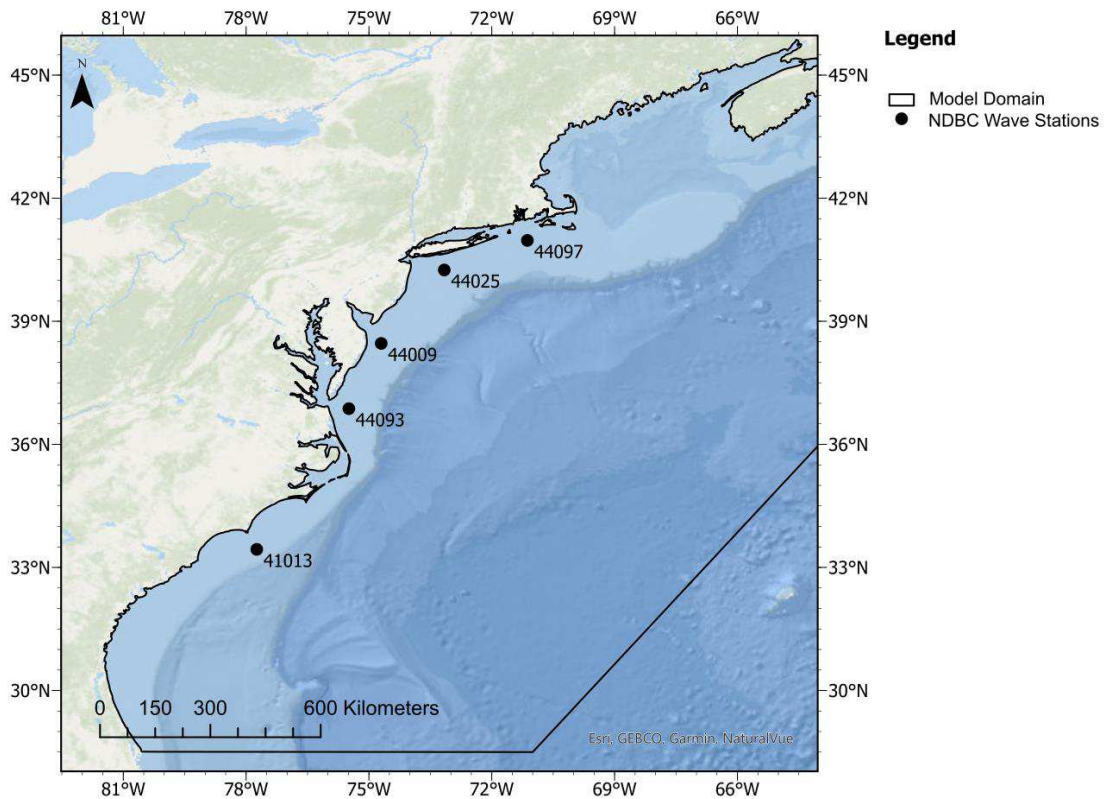 81°W 78°W 75°W 72°W 69°W 66°W
Legend
N
45°N 45°N
Model Domain
NDBC Wave Stations
42°N 42°N
44097
44025
39°N 39°N
44009
44093
36°N 36°N
41013
33°N 33°N
30°N 30°N
0 150 300 600 Kilometers
Esri, GEBCO, Garmin, NaturalVue
81°W 78°W 75°W 72°W 69°W 66°W